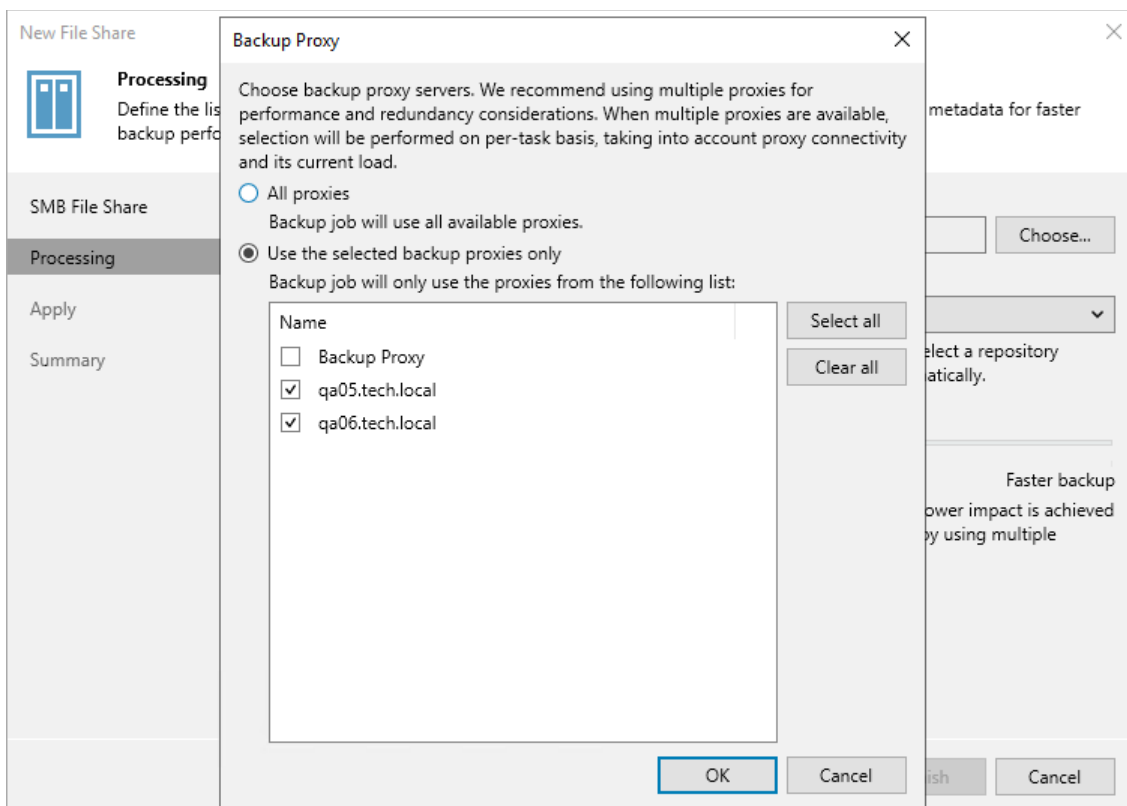 New File Share
Processing
Define the lis
backup perfo
metadata for faster
SMB File Share
Processing
Apply
Summary
Backup Proxy
Choose backup proxy servers. We recommend using multiple proxies for
performance and redundancy considerations. When multiple proxies are available,
selection will be performed on per-task basis, taking into account proxy connectivity
and its current load.
All proxies
Backup job will use all available proxies.
Use the selected backup proxies only
Backup job will only use the proxies from the following list:
Name
Backup Proxy
qa05.tech.local
qa06.tech.local
Select all
Clear all
OK
Cancel
Choose...
elect a repository
atically.
Faster backup
ower impact is achieved
by using multiple
ish
Cancel